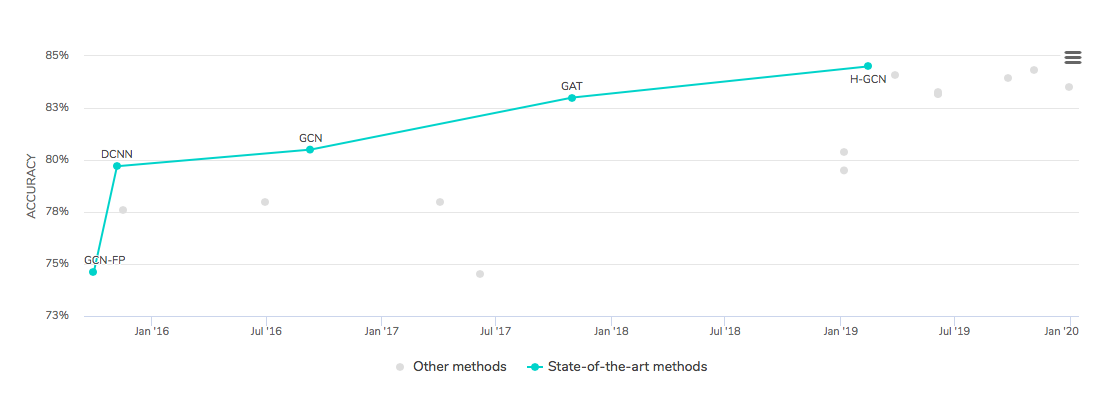 85%
83%
80%
78%
75%
73%
ACCURACY
GCN-FP
DCNN
GCN
GAT
H-GCN
Jan '16
Jul '16
Jan '17
Jul '17
Jan '18
Jul '18
Jan '19
Jul '19
Jan '20
Other methods
State-of-the-art methods